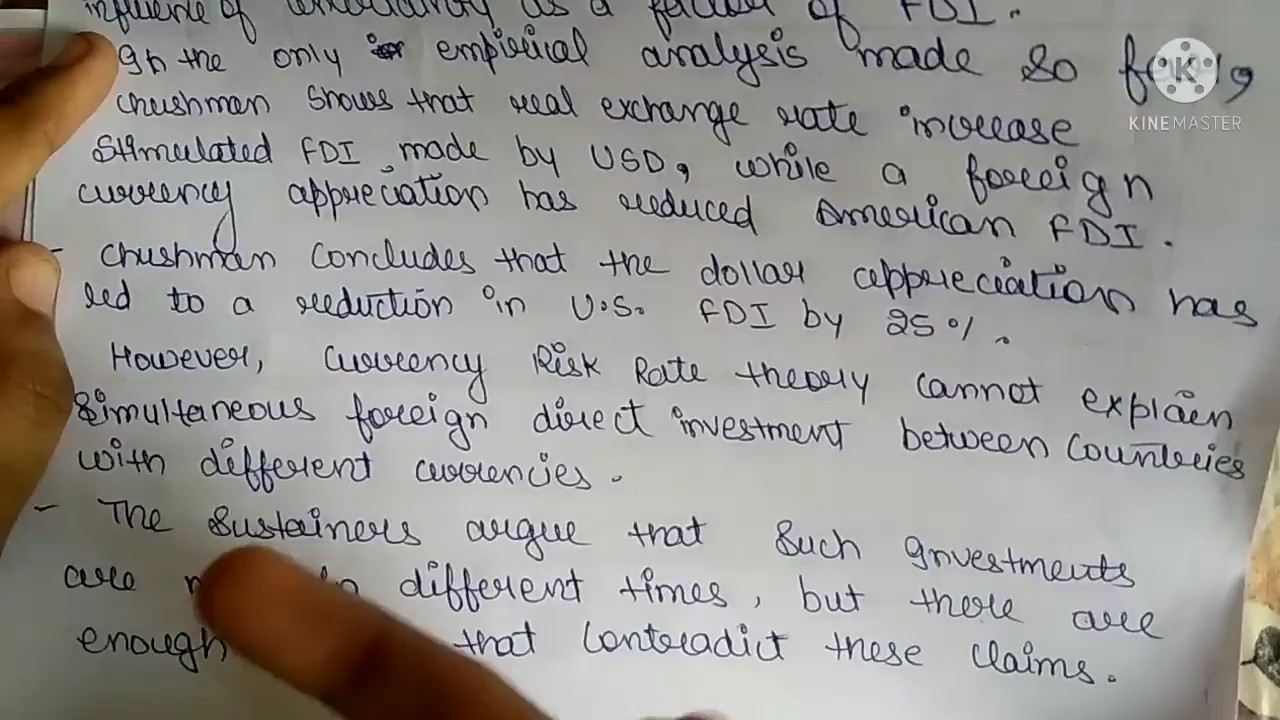 influence of uncertainty as a factor of FDI.
In the only empirical analysis made so far,
Chushman Shows that real exchange rate increase
Stimulated FDI made by USD, while a foreign
currency appreciation has reduced American FDI.
- Chushman Concludes that the dollar appreciation has
led to a reduction in U.S. FDI by 25%.
However, Currency Risk Rate theory cannot explain
Simultaneous foreign direct investment between Countries
with different currencies.
- The Sustainers argue that Such Investments
are in different times, but there are
enough that Contradict these claims.
K
KINEMASTER